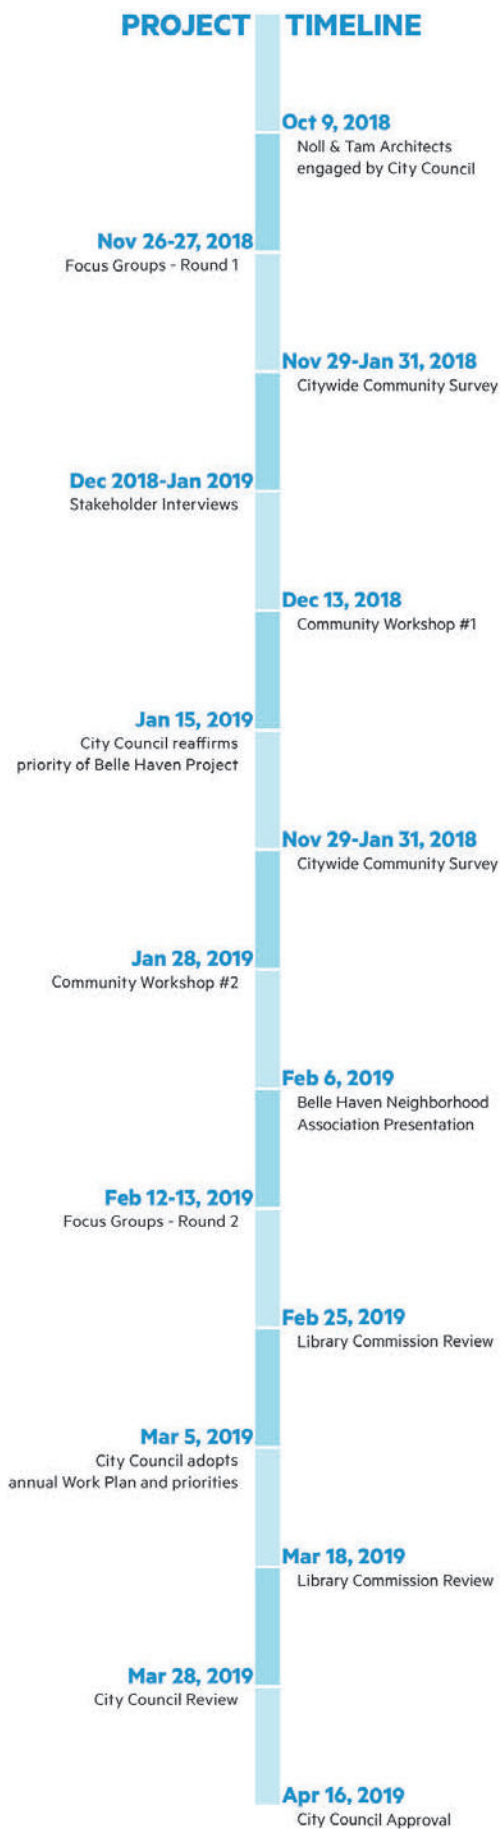 PROJECT TIMELINE
Oct 9, 2018
Noll & Tam Architects
engaged by City Council
Nov 26-27, 2018
Focus Groups - Round 1
Nov 29-Jan 31, 2018
Citywide Community Survey
Dec 2018-Jan 2019
Stakeholder Interviews
Dec 13, 2018
Community Workshop #1
Jan 15, 2019
City Council reaffirms
priority of Belle Haven Project
Nov 29-Jan 31, 2018
Citywide Community Survey
Jan 28, 2019
Community Workshop #2
Feb 6, 2019
Belle Haven Neighborhood
Association Presentation
Feb 12-13, 2019
Focus Groups - Round 2
Feb 25, 2019
Library Commission Review
Mar 5, 2019
City Council adopts
annual Work Plan and priorities
Mar 18, 2019
Library Commission Review
Mar 28, 2019
City Council Review
Apr 16, 2019
City Council Approval